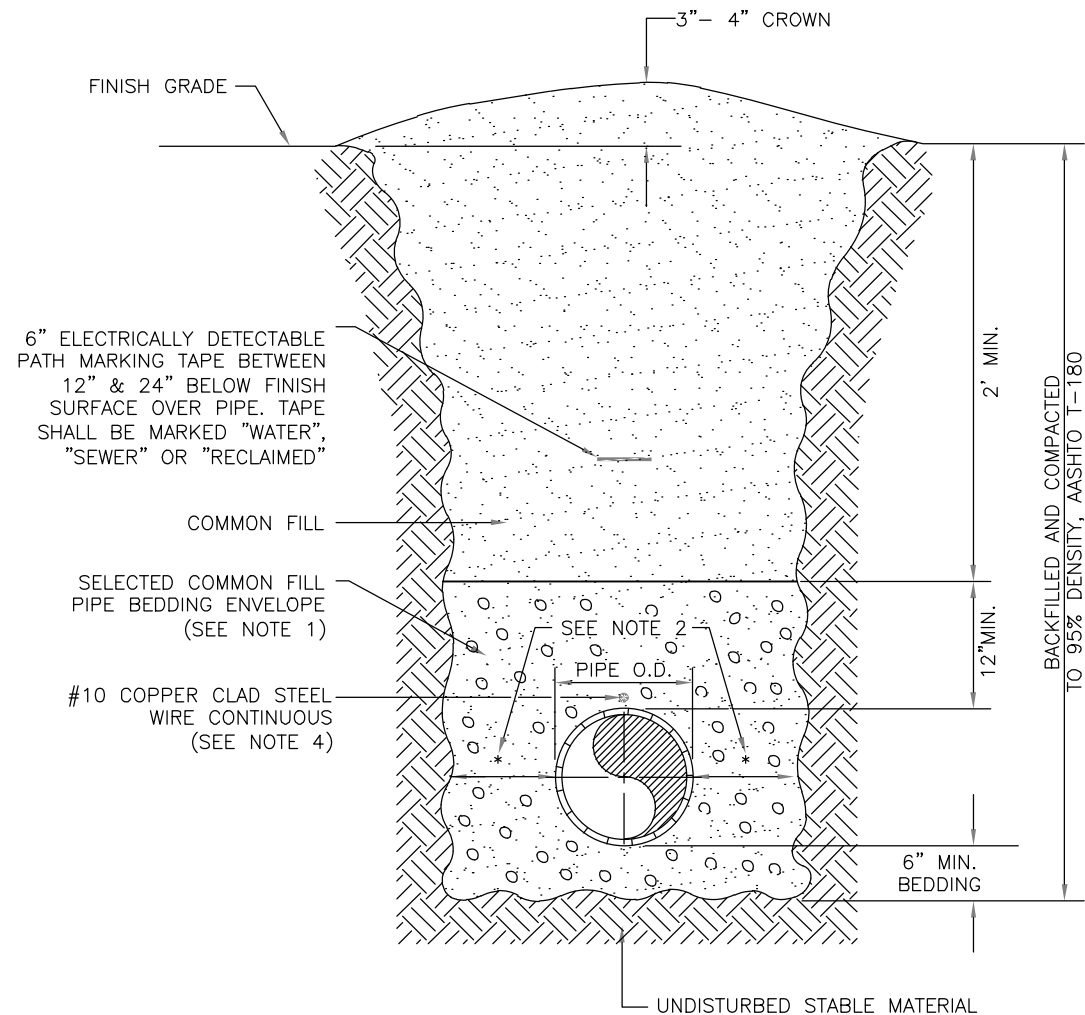 3"- 4" CROWN
FINISH GRADE
6" ELECTRICALLY DETECTABLE
PATH MARKING TAPE BETWEEN
12" & 24" BELOW FINISH
SURFACE OVER PIPE. TAPE
SHALL BE MARKED "WATER",
"SEWER" OR "RECLAIMED"
2' MIN.
BACKFILLED AND COMPACTED
TO 95% DENSITY, AASHTO T-180
COMMON FILL
SELECTED COMMON FILL
PIPE BEDDING ENVELOPE
(SEE NOTE 1)
SEE NOTE 2
12"MIN.
PIPE O.D.
#10 COPPER CLAD STEEL
WIRE CONTINUOUS
(SEE NOTE 4)
* *
6" MIN.
BEDDING
UNDISTURBED STABLE MATERIAL